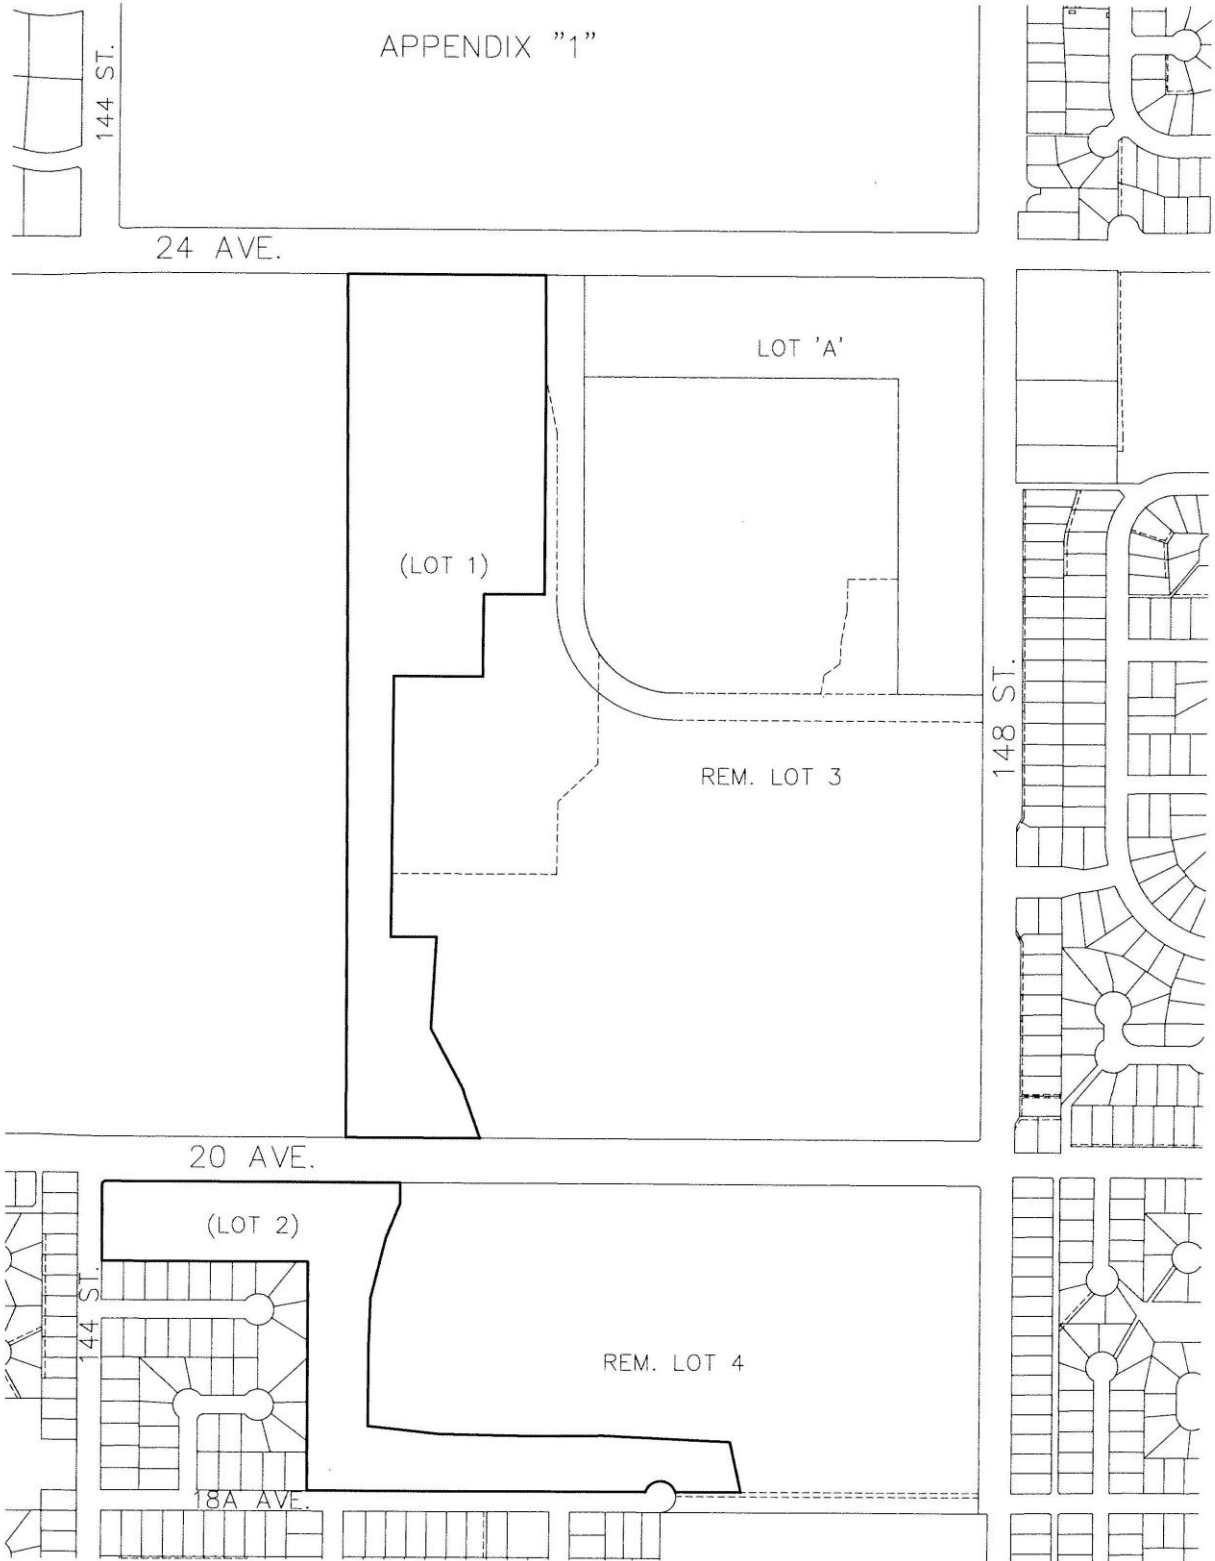 APPENDIX "1"
144 ST.
24 AVE.
LOT 'A'
(LOT 1)
148 ST.
REM. LOT 3
20 AVE.
(LOT 2)
144 ST.
REM. LOT 4
18A AVE.